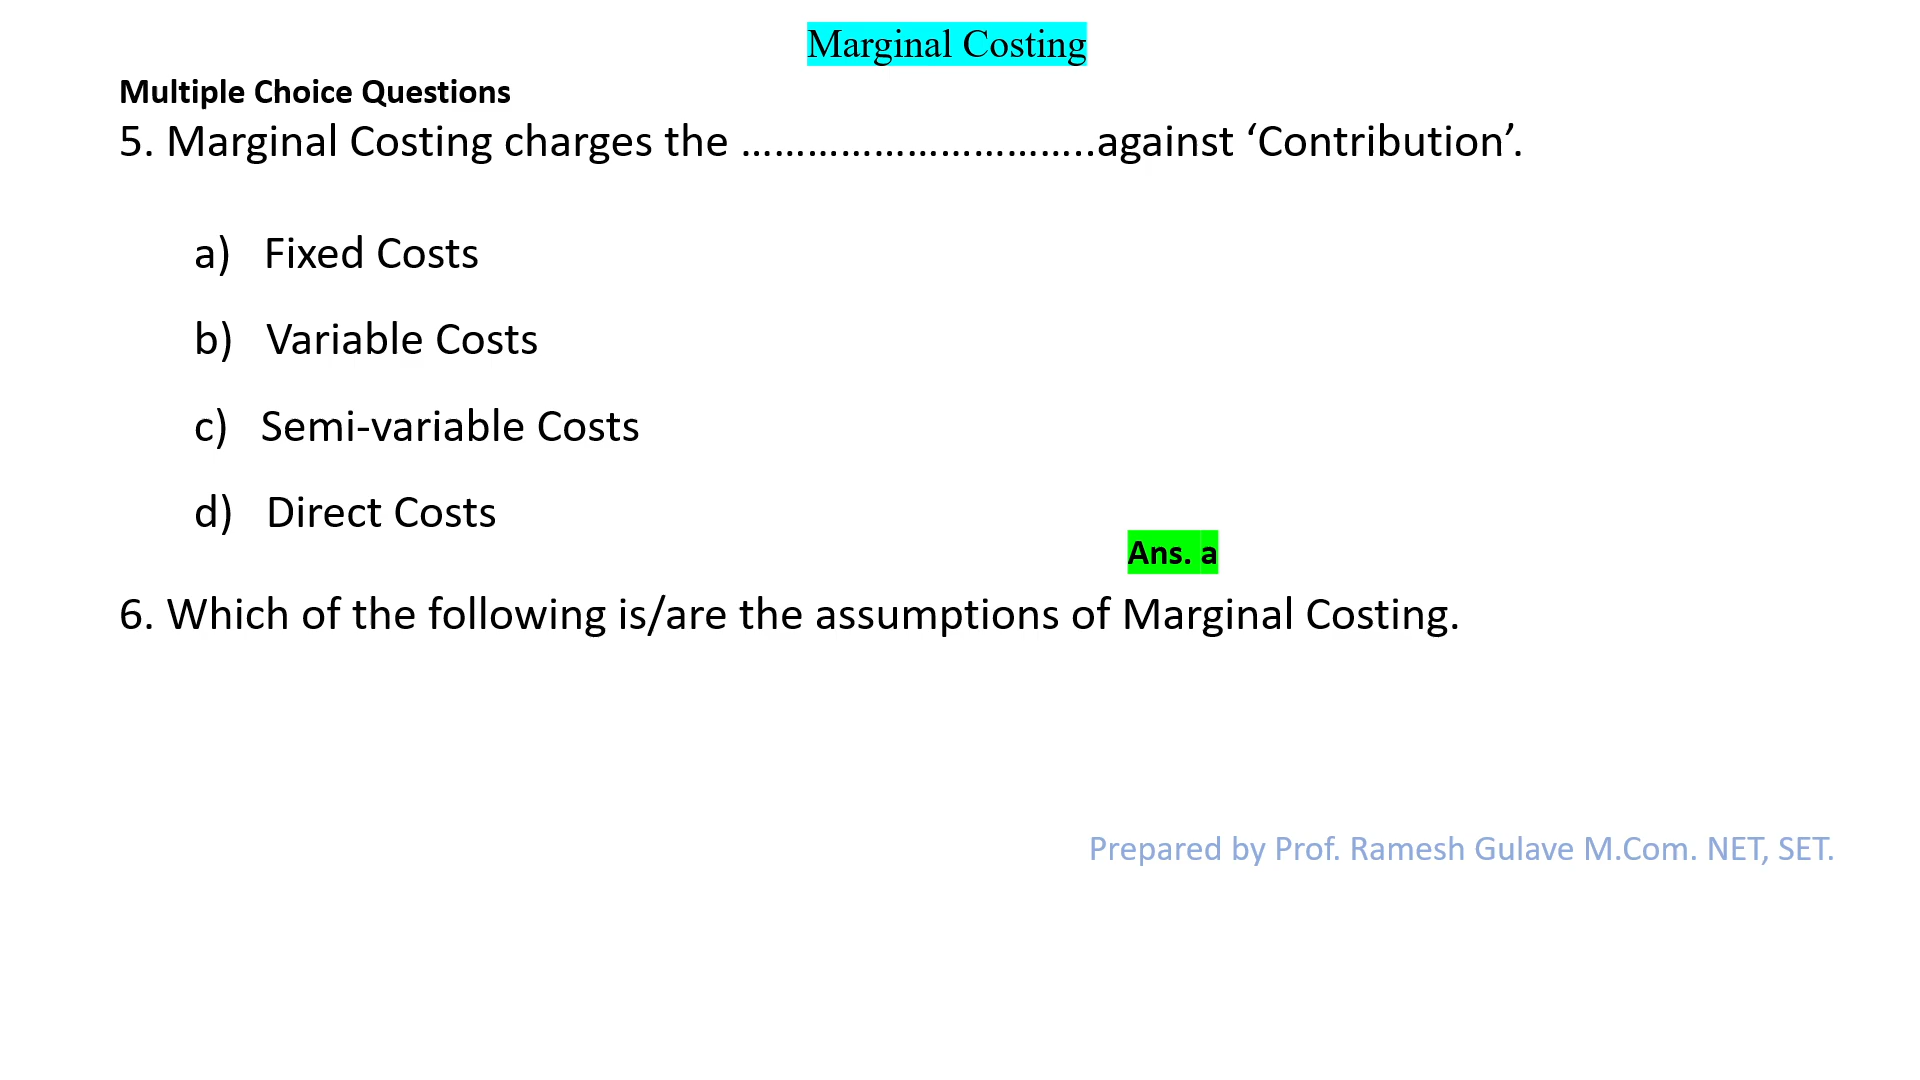 Marginal Costing
Multiple Choice Questions
5. Marginal Costing charges the …………………………..against ‘Contribution’.
a) Fixed Costs
b) Variable Costs
c) Semi-variable Costs
d) Direct Costs
Ans. a
6. Which of the following is/are the assumptions of Marginal Costing.
Prepared by Prof. Ramesh Gulave M.Com. NET, SET.